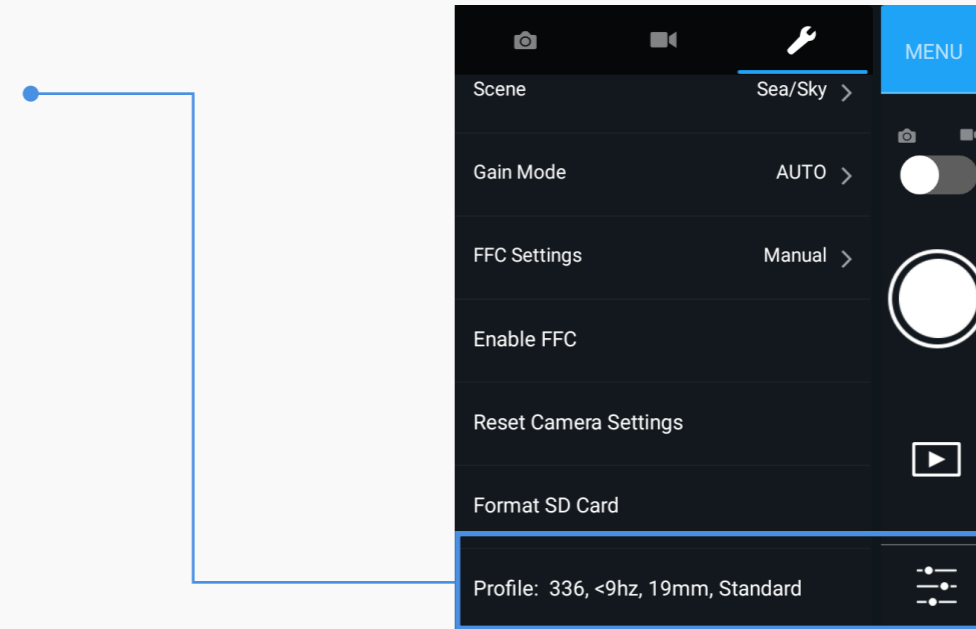 MENU
Scene Sea/Sky
Gain Mode AUTO
FFC Settings Manual
Enable FFC
Reset Camera Settings
Format SD Card
Profile: 336, <9hz, 19mm, Standard